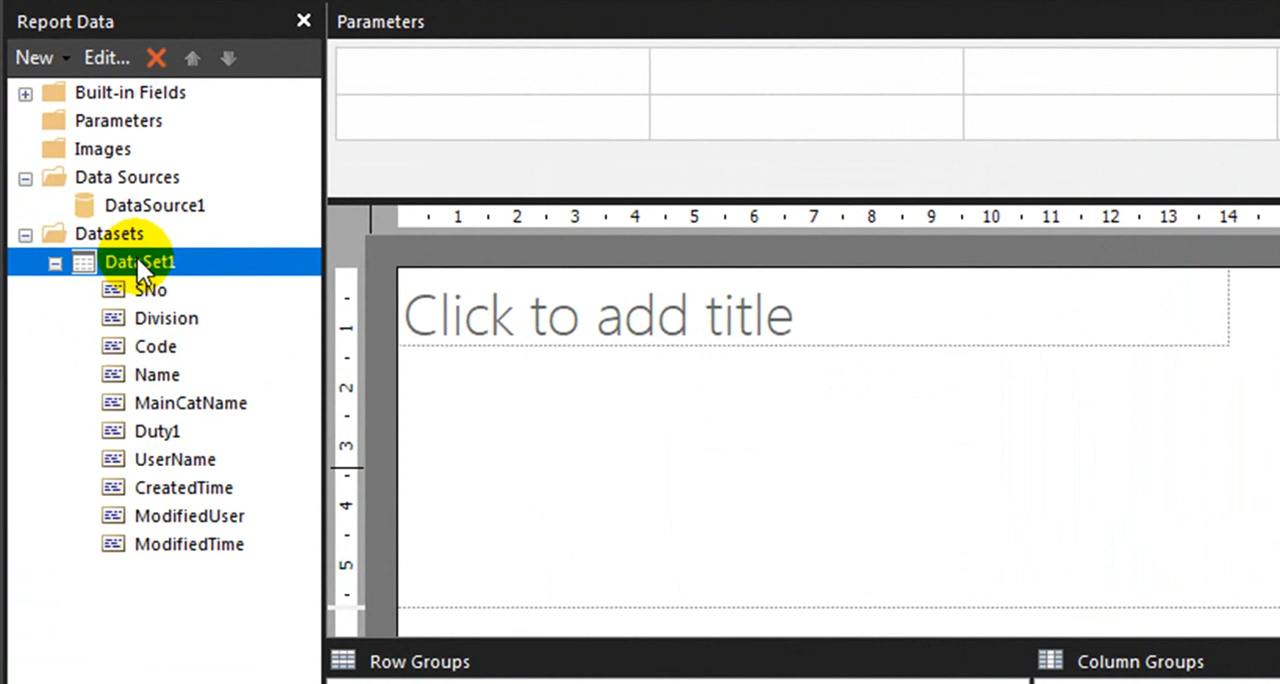 Report Data
New Edit...
Built-in Fields
Parameters
Images
Data Sources
DataSource1
Datasets
DataSet1
SNo
Division
Code
Name
MainCatName
Duty1
UserName
CreatedTime
ModifiedUser
ModifiedTime
Parameters
1 2 3 4 5 6 7 8 9 10 11 12 13 14
1
2
3
4
5
Click to add title
Row Groups
Column Groups